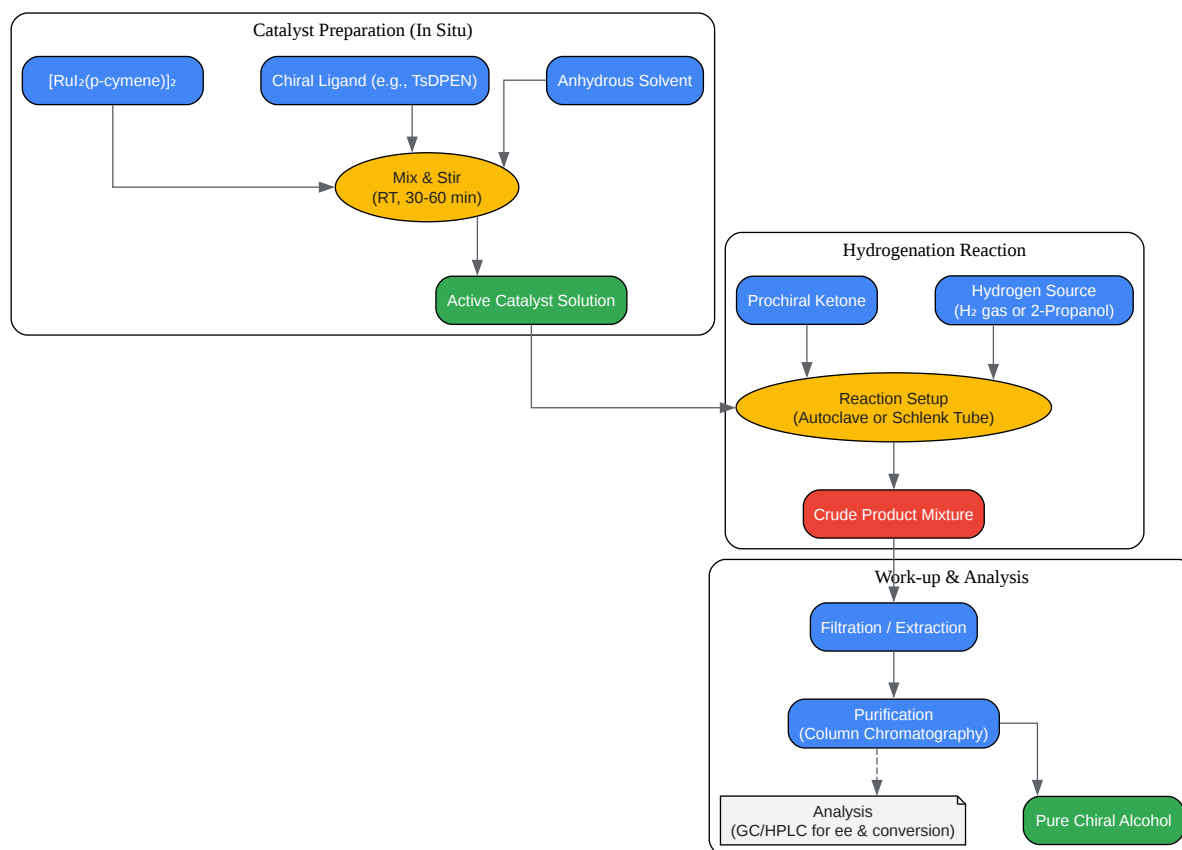 Catalyst Preparation (In Situ)
[RuI₂(p-cymene)]₂
Chiral Ligand (e.g., TsDPEN)
Anhydrous Solvent
Mix & Stir
(RT, 30-60 min)
Active Catalyst Solution
Hydrogenation Reaction
Prochiral Ketone
Hydrogen Source
(H₂ gas or 2-Propanol)
Reaction Setup
(Autoclave or Schlenk Tube)
Crude Product Mixture
Work-up & Analysis
Filtration / Extraction
Purification
(Column Chromatography)
Analysis
(GC/HPLC for ee & conversion)
Pure Chiral Alcohol